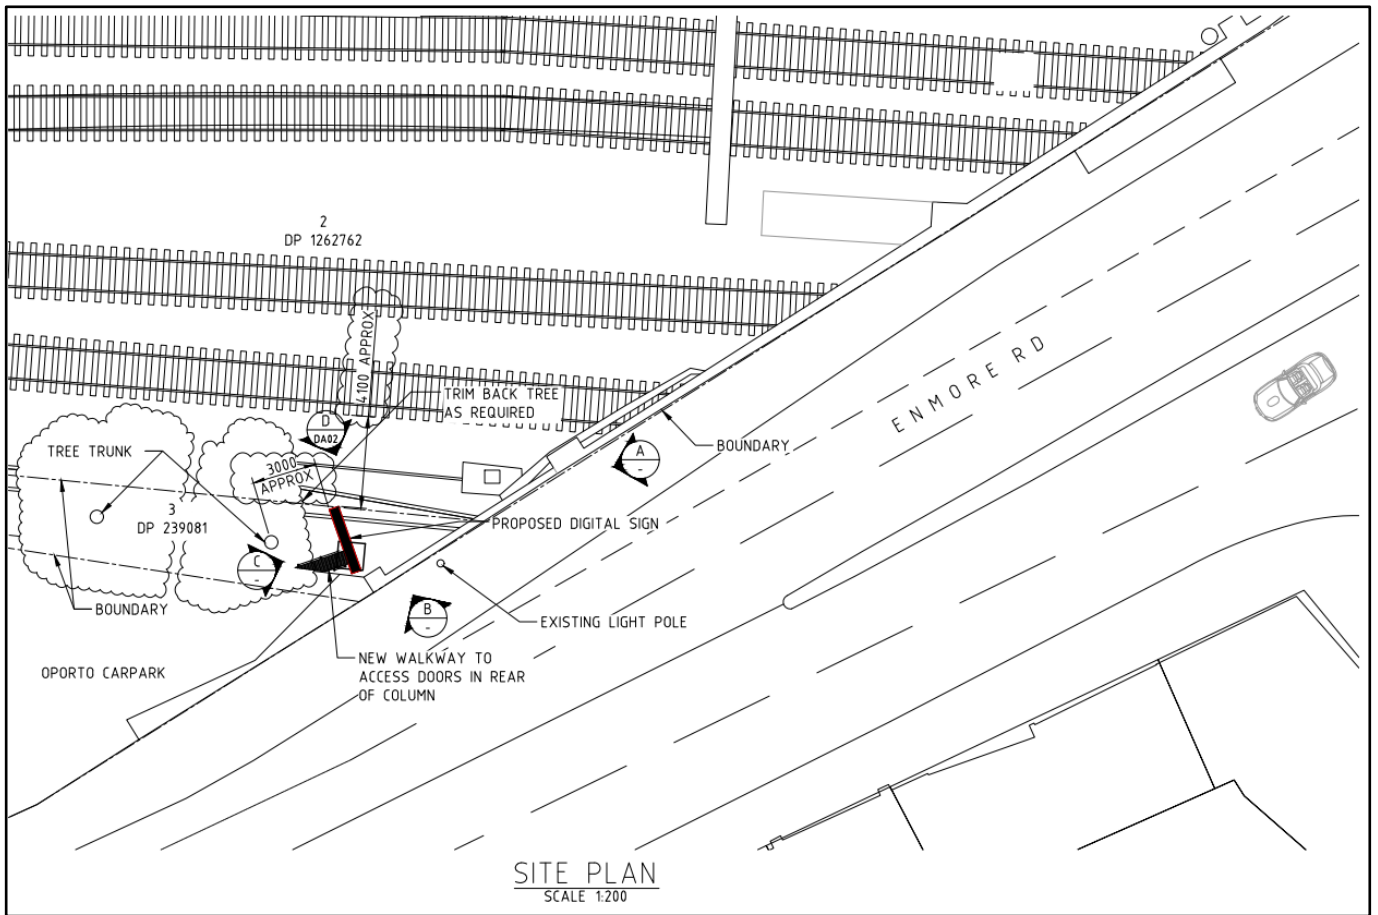 2
DP 1262762
4100 APPROX
TRIM BACK TREE
AS REQUIRED
D
DA02
ENMORE RD
BOUNDARY
A
-
TREE TRUNK
3000
APPROX
3
DP 239081
PROPOSED DIGITAL SIGN
C
-
BOUNDARY
B
-
EXISTING LIGHT POLE
OPORTO CARPARK
NEW WALKWAY TO
ACCESS DOORS IN REAR
OF COLUMN
SITE PLAN
SCALE 1:200